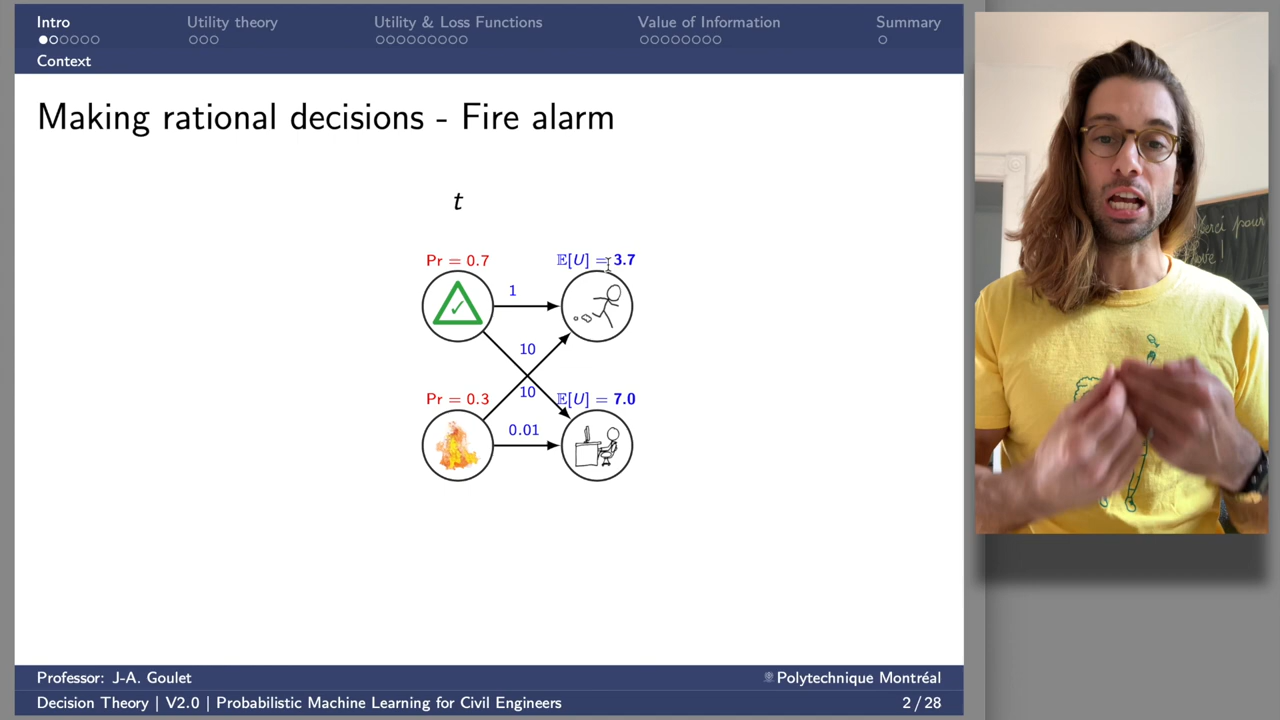 Intro
Utility theory
Utility & Loss Functions
Value of Information
Summary
Context
Making rational decisions - Fire alarm
t
Pr = 0.7
𝔼[U] = 3.7
1
10
Pr = 0.3
10
𝔼[U] = 7.0
0.01
Merci pour
Professor: J-A. Goulet
Polytechnique Montréal
Decision Theory | V2.0 | Probabilistic Machine Learning for Civil Engineers
2 / 28